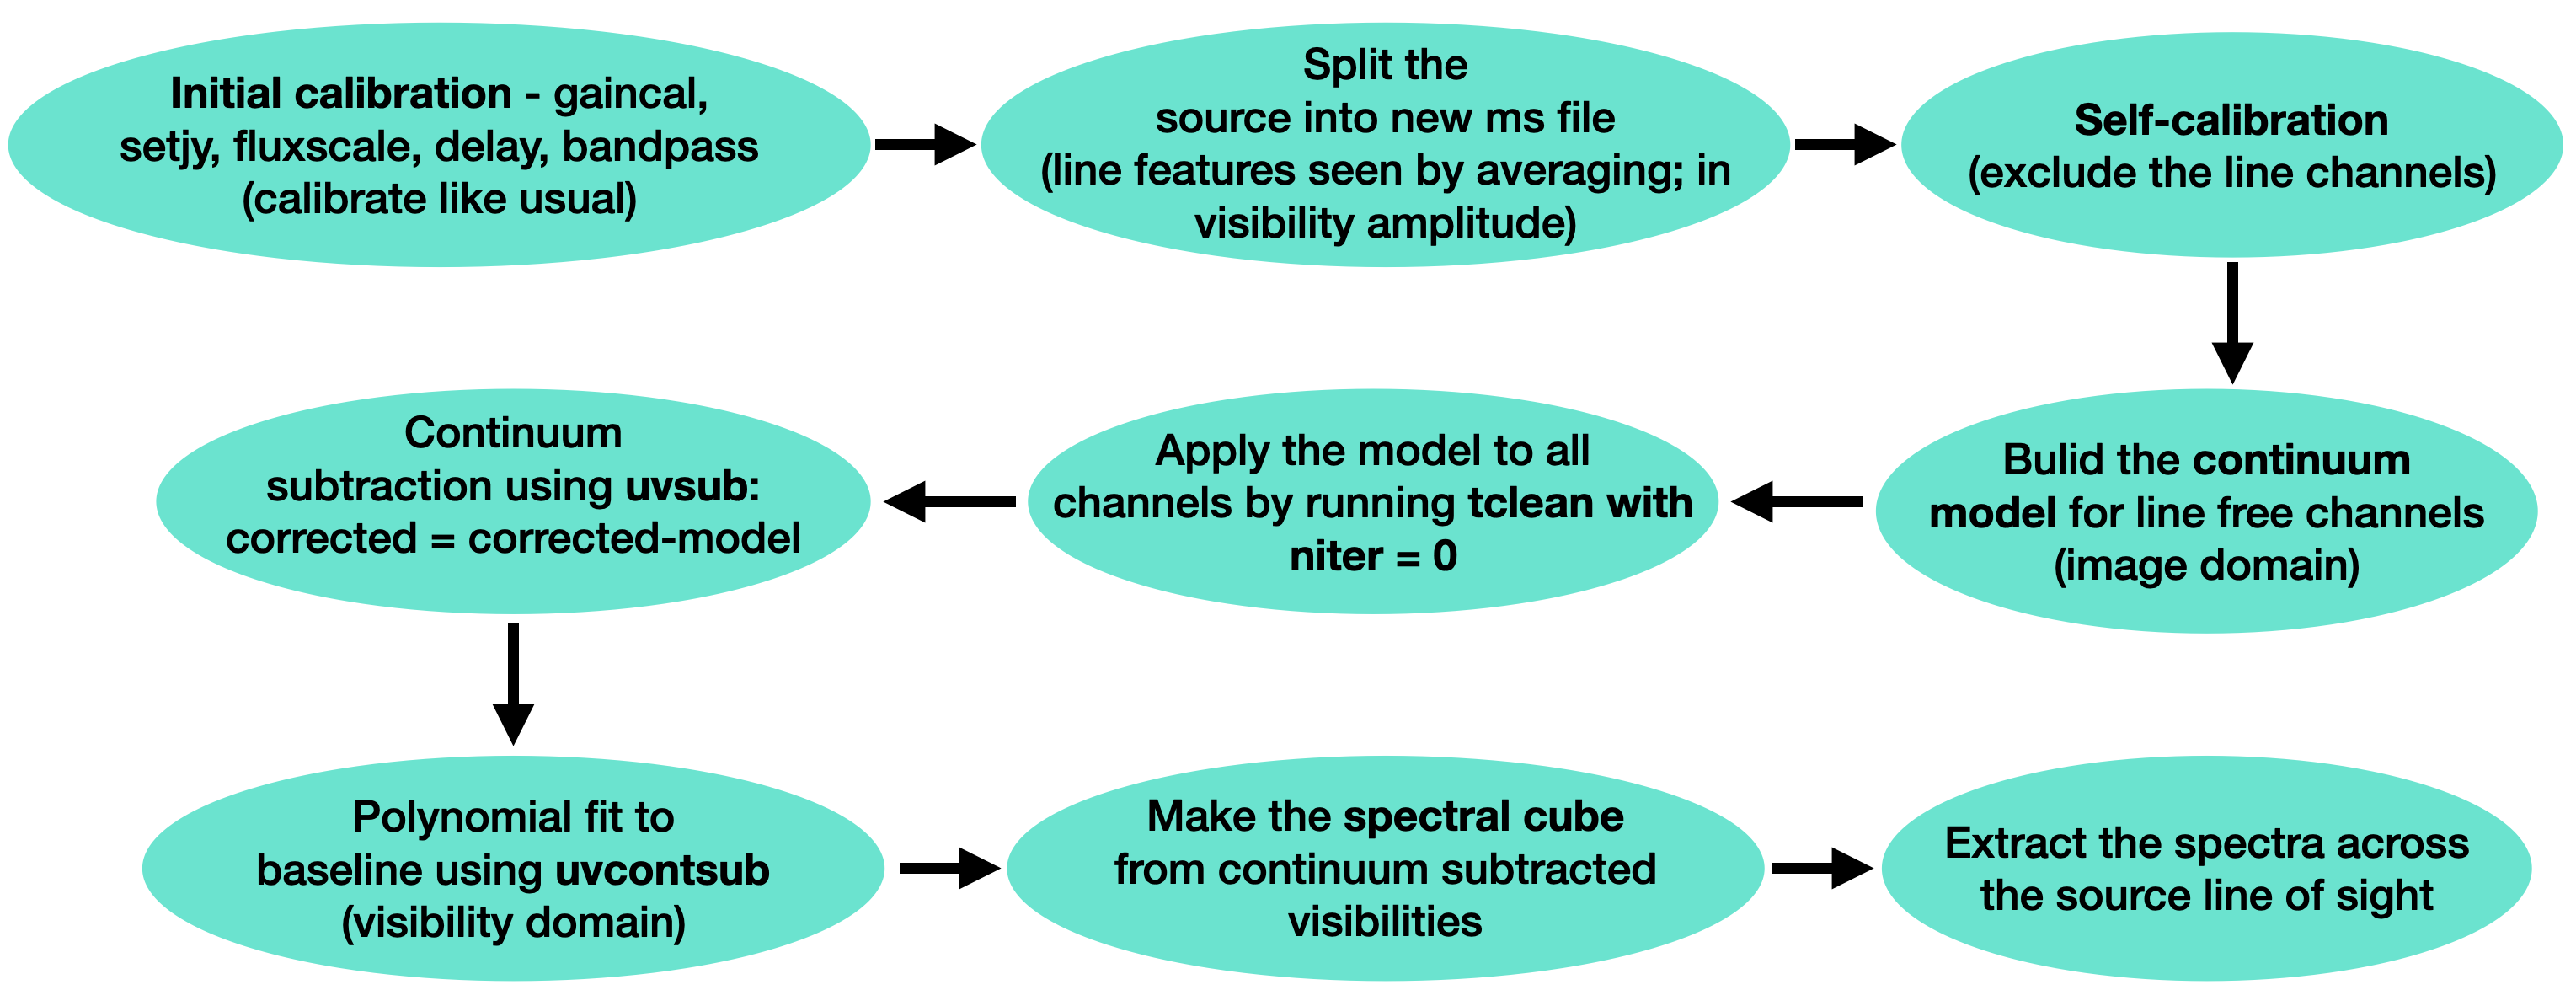 Initial calibration - gaincal,
setjy, fluxscale, delay, bandpass
(calibrate like usual)
Split the
source into new ms file
(line features seen by averaging; in
visibility amplitude)
Self-calibration
(exclude the line channels)
Bulid the continuum
model for line free channels
(image domain)
Apply the model to all
channels by running tclean with
niter = 0
Continuum
subtraction using uvsub:
corrected = corrected-model
Polynomial fit to
baseline using uvcontsub
(visibility domain)
Make the spectral cube
from continuum subtracted
visibilities
Extract the spectra across
the source line of sight